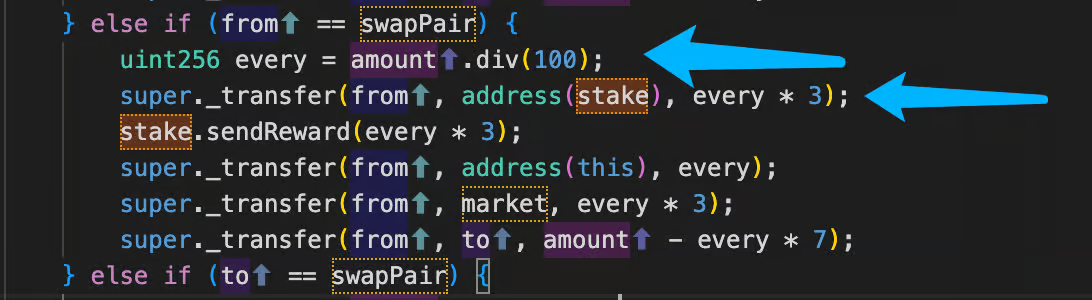 } else if (from⬆ == swapPair) {
uint256 every = amount⬆.div(100);
super._transfer(from⬆, address(stake), every * 3);
stake.sendReward(every * 3);
super._transfer(from⬆, address(this), every);
super._transfer(from⬆, market, every * 3);
super._transfer(from⬆, to⬆, amount⬆ - every * 7);
} else if (to⬆ == swapPair) {